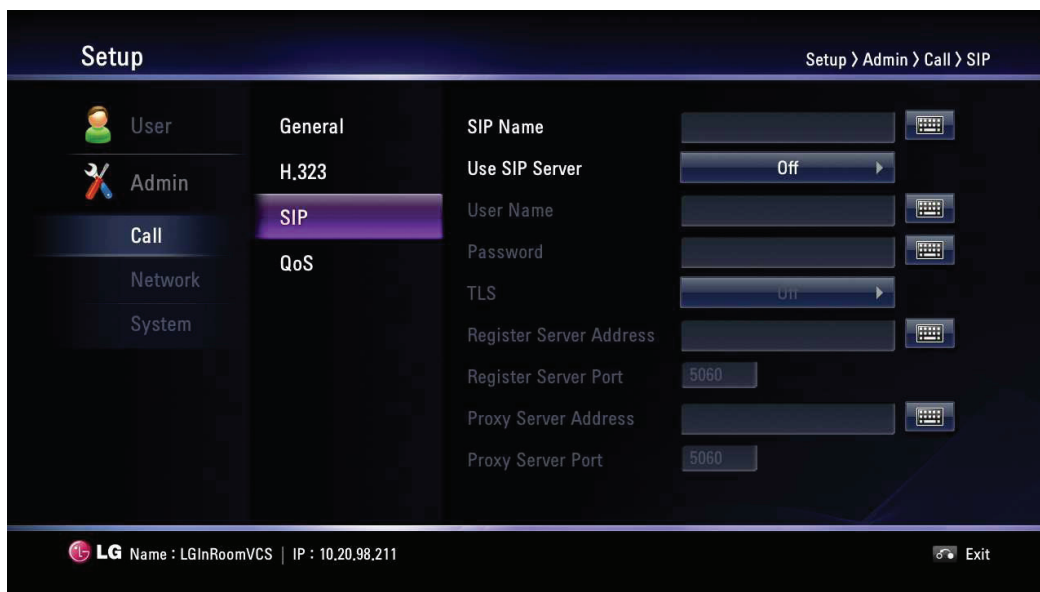 Setup
Setup > Admin > Call > SIP
User
Admin
Call
Network
System
General
H.323
SIP
QoS
SIP Name
Use SIP Server Off
User Name
Password
TLS Off
Register Server Address
Register Server Port 5060
Proxy Server Address
Proxy Server Port 5060
LG Name : LGInRoomVCS | IP : 10.20.98.211
Exit